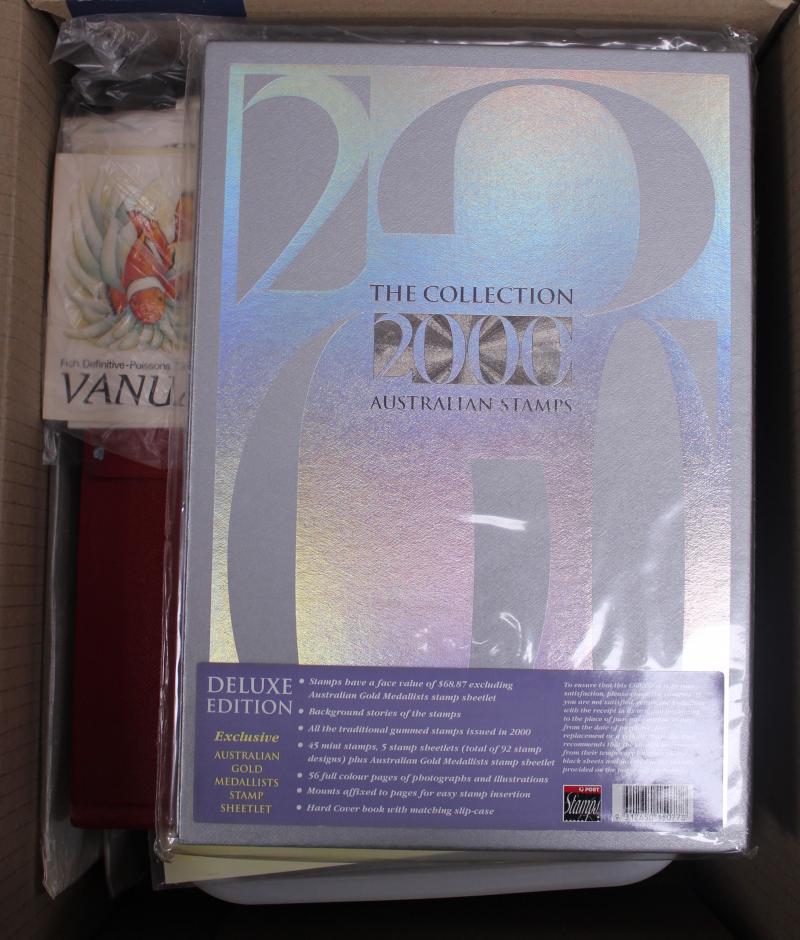 THE COLLECTION
2000
AUSTRALIAN STAMPS
Fish Definitive-Poissons
VANU
DELUXE
EDITION
Exclusive
AUSTRALIAN
GOLD
MEDALLISTS
STAMP
SHEETLET
• Stamps have a face value of $68.87 excluding
Australian Gold Medallists stamp sheetlet
• Background stories of the stamps
• All the traditional gummed stamps issued in 2000
• 45 mint stamps, 5 stamp sheetlets (total of 92 stamp
designs) plus Australian Gold Medallists stamp sheetlet
• 56 full colour pages of photographs and illustrations
• Mounts affixed to pages for easy stamp insertion
• Hard Cover book with matching slip-case
To ensure that this
satisfaction, please
you are not satisfied,
with the receipt
to the place of
from the date of
replacement or a
recommends that the
from their
black sheets
provided on the
POST
Stamps